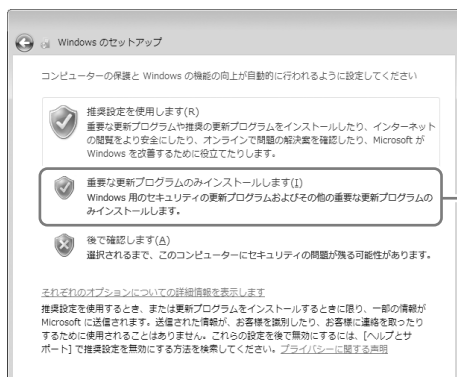 Windows のセットアップ
コンピューターの保護と Windows の機能の向上が自動的に行われるように設定してください
推奨設定を使用します(R)
重要な更新プログラムや推奨の更新プログラムをインストールしたり、インターネット
の閲覧をより安全にしたり、オンラインで問題の解決案を確認したり、Microsoft が
Windows を改善するために役立てたりします。
重要な更新プログラムのみインストールします(I)
Windows 用のセキュリティの更新プログラムおよびその他の重要な更新プログラムの
みインストールします。
後で確認します(A)
選択されるまで、このコンピューターにセキュリティの問題が残る可能性があります。
それぞれのオプションについての詳細情報を表示します
推奨設定を使用するとき、または更新プログラムをインストールするときに限り、一部の情報が
Microsoft に送信されます。送信された情報が、お客様を識別したり、お客様に連絡を取ったり
するために使用されることはありません。これらの設定を後で無効にするには、[ヘルプとサ
ポート] で推奨設定を無効にする方法を検索してください。プライバシーに関する声明